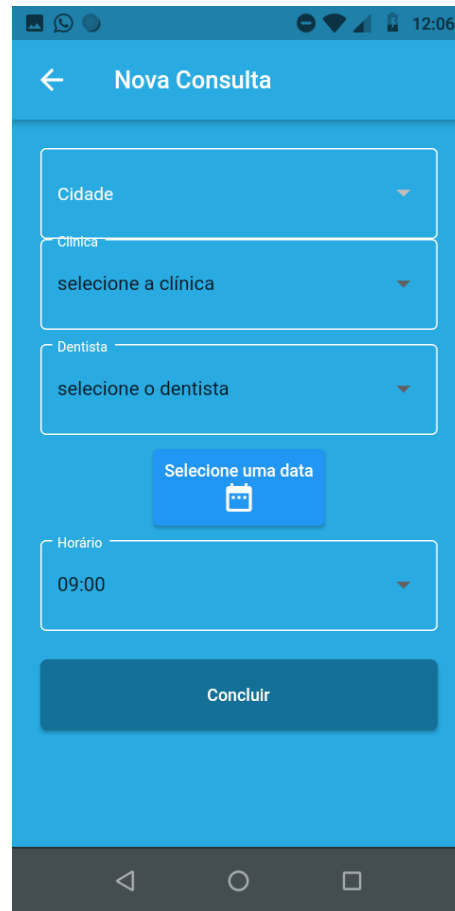 12:06
Nova Consulta
Cidade
Clínica
selecione a clínica
Dentista
selecione o dentista
Selecione uma data
Horário
09:00
Concluir